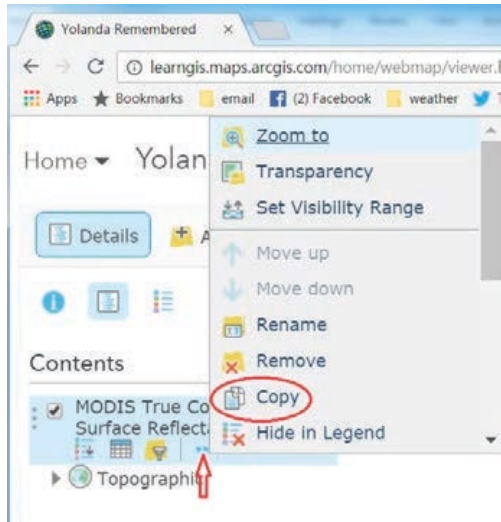 Yolanda Remembered
learngis.maps.arcgis.com/home/webmap/viewer.
Apps Bookmarks email (2) Facebook weather
Home Yolan
Details
Contents
MODIS True Co
Surface Reflect
Topographi
Zoom to
Transparency
Set Visibility Range
Move up
Move down
Rename
Remove
Copy
Hide in Legend